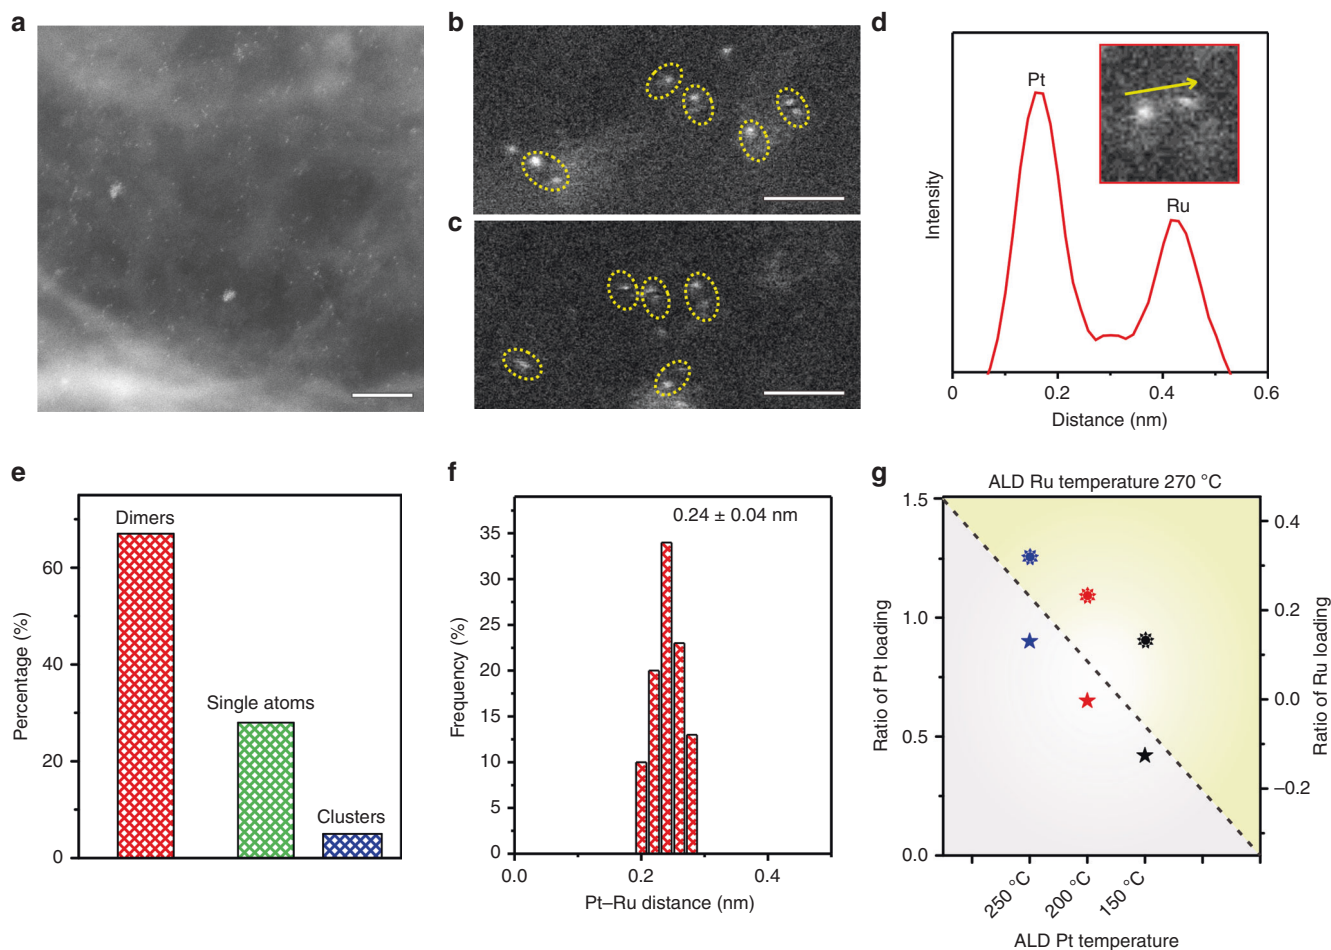 a
b
c
d
Pt
Ru
Intensity
0
0.2
0.4
0.6
Distance (nm)
e
Dimers
Single atoms
Clusters
Percentage (%)
60
40
20
0
f
0.24 ± 0.04 nm
Frequency (%)
35
30
25
20
15
10
5
0
0.0
0.2
0.4
Pt–Ru distance (nm)
g
ALD Ru temperature 270 °C
Ratio of Pt loading
1.5
1.0
0.5
0.0
0.4
0.2
0.0
–0.2
Ratio of Ru loading
250 °C
200 °C
150 °C
ALD Pt temperature